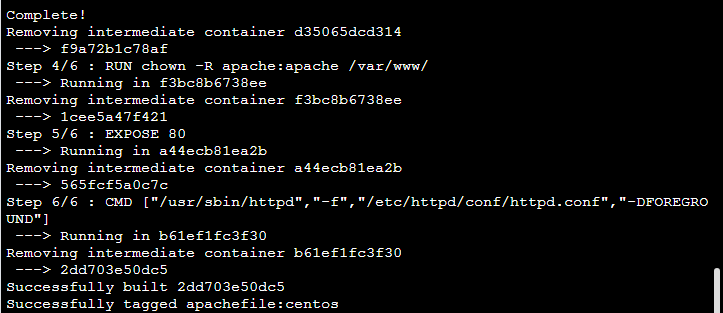 Complete!
Removing intermediate container d35065dcd314
 ---> f9a72b1c78af
Step 4/6 : RUN chown -R apache:apache /var/www/
 ---> Running in f3bc8b6738ee
Removing intermediate container f3bc8b6738ee
 ---> 1cee5a47f421
Step 5/6 : EXPOSE 80
 ---> Running in a44ecb81ea2b
Removing intermediate container a44ecb81ea2b
 ---> 565fcf5a0c7c
Step 6/6 : CMD ["/usr/sbin/httpd","-f","/etc/httpd/conf/httpd.conf","-DFOREGRO
UND"]
 ---> Running in b61ef1fc3f30
Removing intermediate container b61ef1fc3f30
 ---> 2dd703e50dc5
Successfully built 2dd703e50dc5
Successfully tagged apachefile:centos